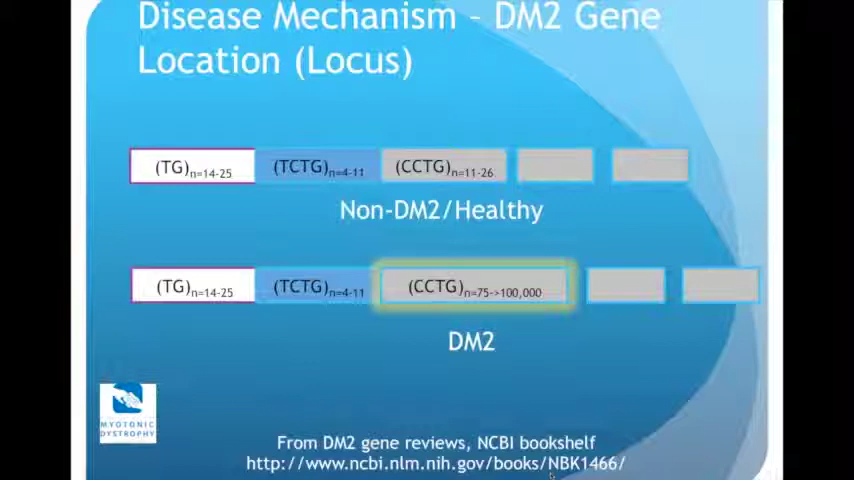 Disease Mechanism – DM2 Gene
Location (Locus)
(TG)n=14-25 (TCTG)n=4-11 (CCTG)n=11-26
Non-DM2/Healthy
(TG)n=14-25 (TCTG)n=4-11 (CCTG)n=75->100,000
DM2
MYOTONIC
DYSTROPHY
From DM2 gene reviews, NCBI bookshelf
http://www.ncbi.nlm.nih.gov/books/NBK1466/